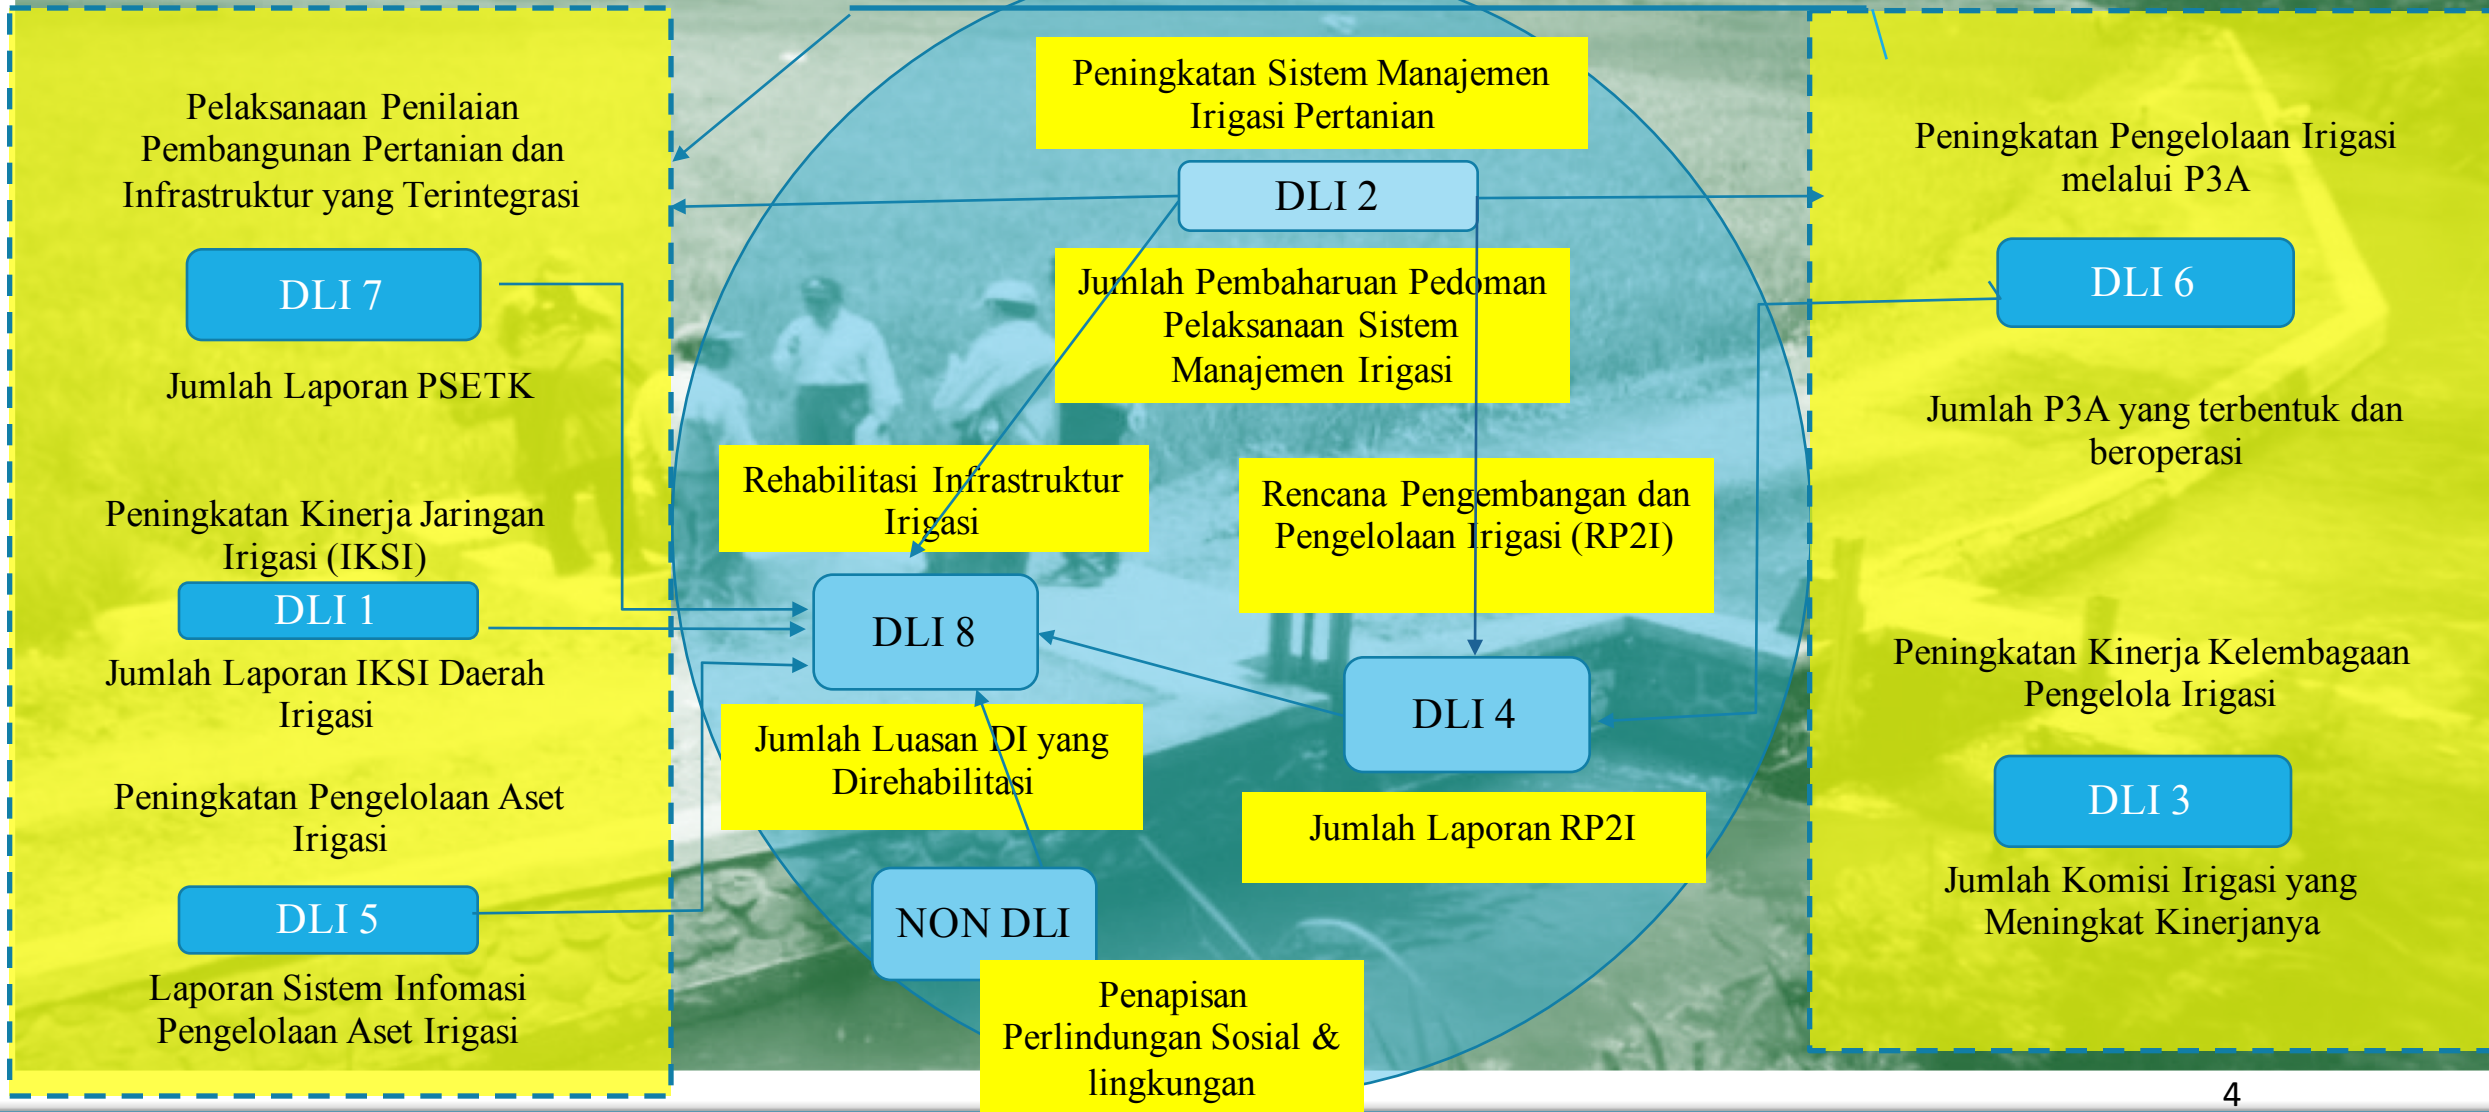 Pelaksanaan Penilaian
Pembangunan Pertanian dan
Infrastruktur yang Terintegrasi
DLI 7
Jumlah Laporan PSETK
Peningkatan Kinerja Jaringan
Irigasi (IKSI)
DLI 1
Jumlah Laporan IKSI Daerah
Irigasi
Peningkatan Pengelolaan Aset
Irigasi
DLI 5
Laporan Sistem Infomasi
Pengelolaan Aset Irigasi
Peningkatan Sistem Manajemen
Irigasi Pertanian
DLI 2
Jumlah Pembaharuan Pedoman
Pelaksanaan Sistem
Manajemen Irigasi
Rehabilitasi Infrastruktur
Irigasi
DLI 8
Jumlah Luasan DI yang
Direhabilitasi
NON DLI
Penapisan
Perlindungan Sosial &
lingkungan
Rencana Pengembangan dan
Pengelolaan Irigasi (RP2I)
DLI 4
Jumlah Laporan RP2I
Peningkatan Pengelolaan Irigasi
melalui P3A
DLI 6
Jumlah P3A yang terbentuk dan
beroperasi
Peningkatan Kinerja Kelembagaan
Pengelola Irigasi
DLI 3
Jumlah Komisi Irigasi yang
Meningkat Kinerjanya
4